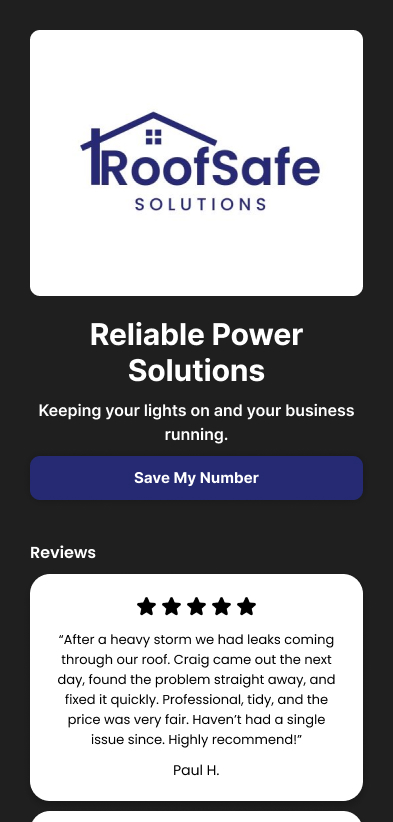 RoofSafe
SOLUTIONS
Reliable Power
Solutions
Keeping your lights on and your business
running.
Save My Number
Reviews
“After a heavy storm we had leaks coming
through our roof. Craig came out the next
day, found the problem straight away, and
fixed it quickly. Professional, tidy, and the
price was very fair. Haven’t had a single
issue since. Highly recommend!”
Paul H.